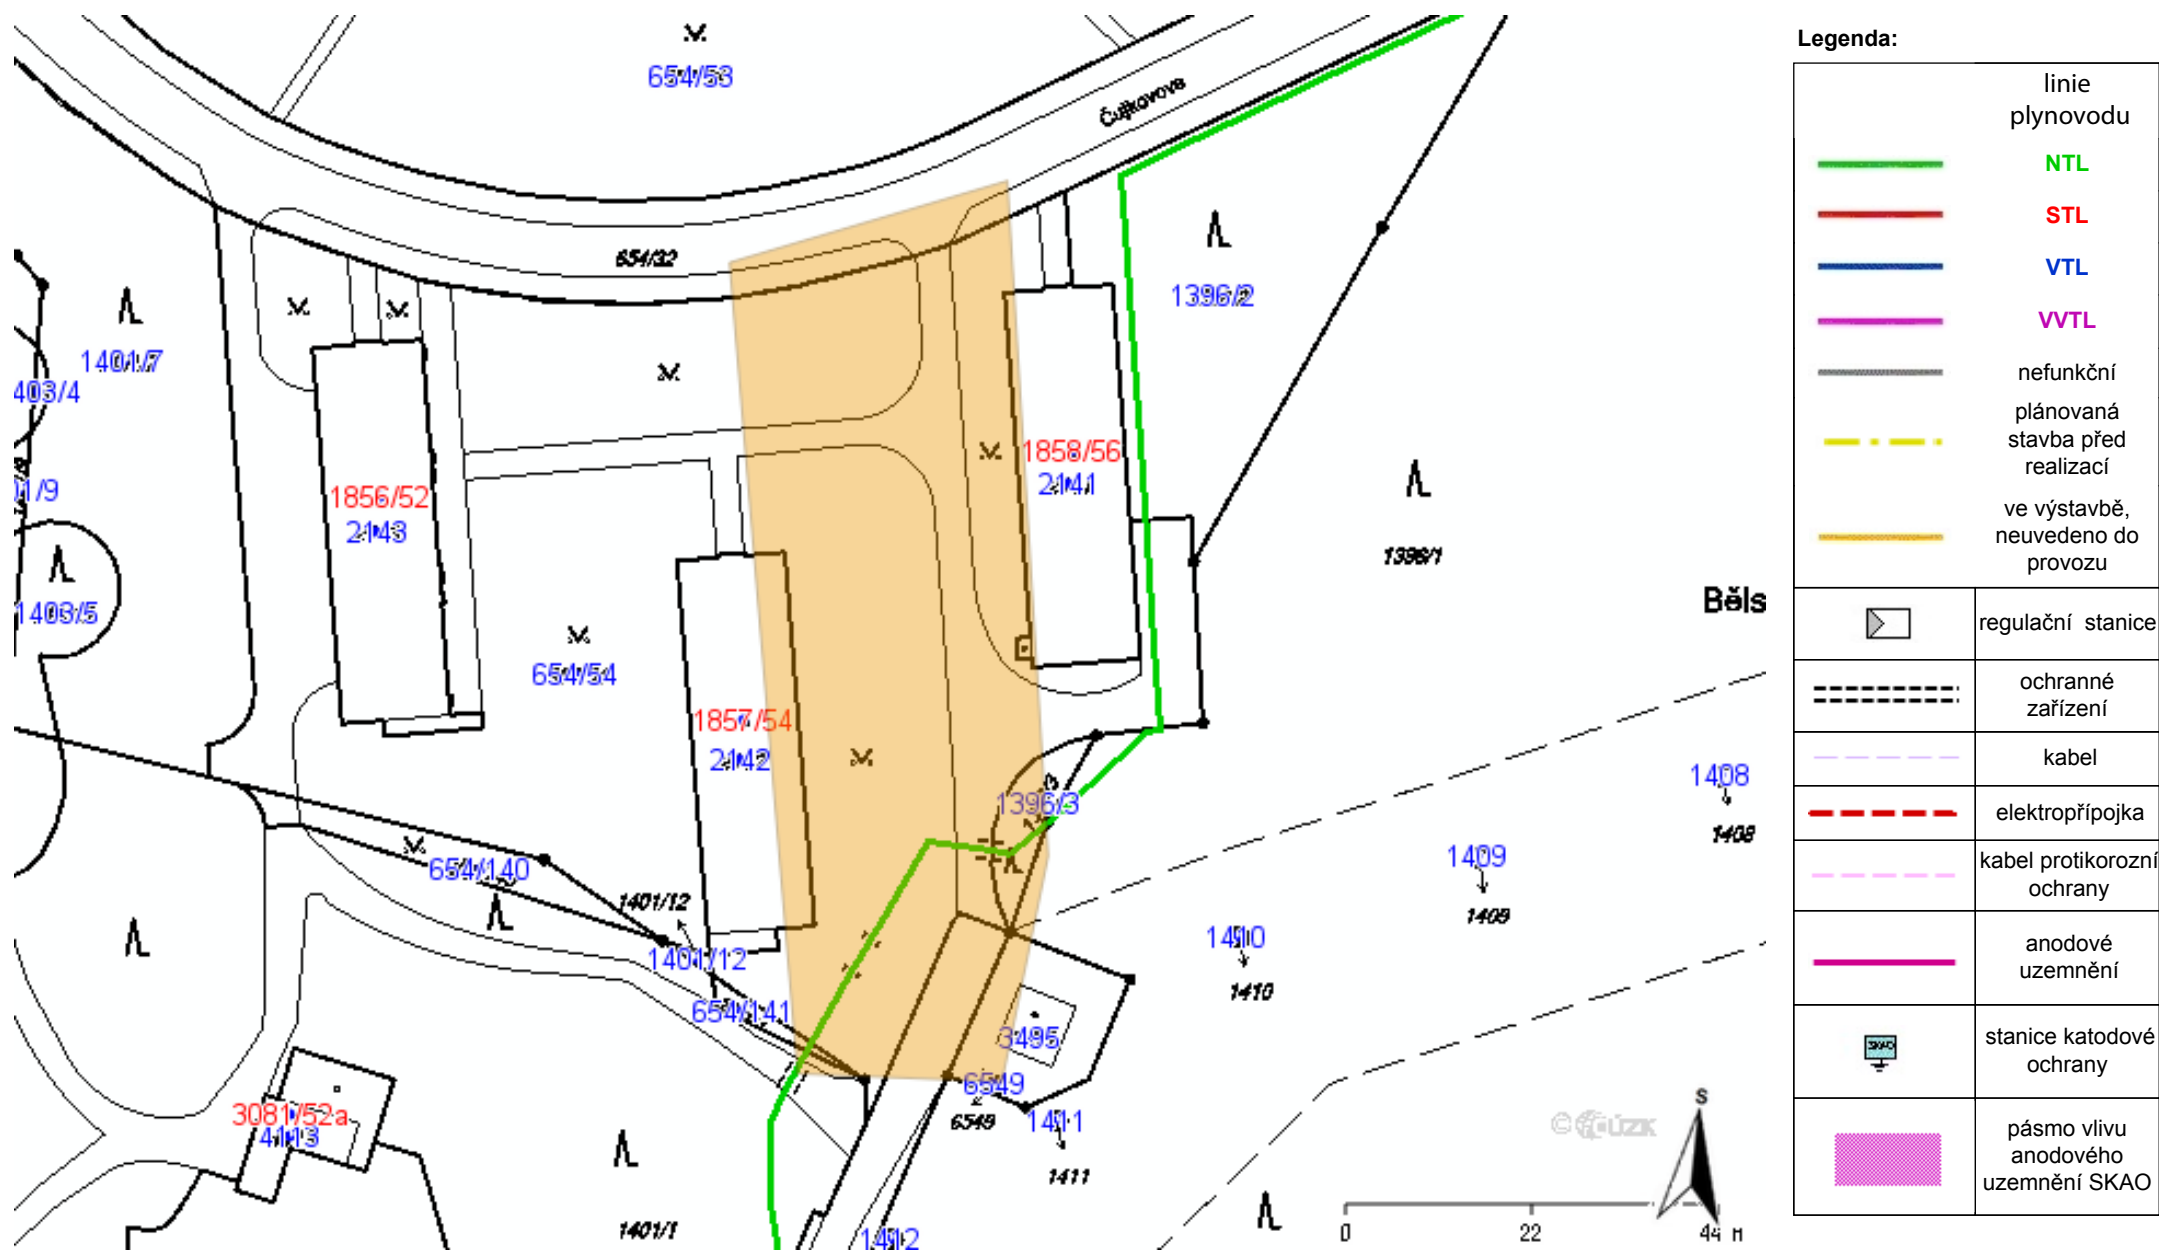 654/53
Čujkovova
Legenda:
linie
plynovodu
NTL
STL
VTL
VVTL
nefunkční
plánovaná
stavba před
realizací
ve výstavbě,
neuvedeno do
provozu
regulační stanice
ochranné
zařízení
kabel
elektropřípojka
kabel protikorozní
ochrany
anodové
uzemnění
SKAO
stanice katodové
ochrany
pásmo vlivu
anodového
uzemnění SKAO
654/32
1396/2
1401/7
403/4
1/9
1403/5
1856/52
2143
1858/56
2141
1396/1
Běls
654/54
1857/54
2142
1396/3
1408
1408
1409
1409
654/140
1401/12
1401/12
1410
1410
654/141
3495
6549
6549
1411
1411
3081/52a
4113
1401/1
1412
© ČÚZK
S
0 22 44 M